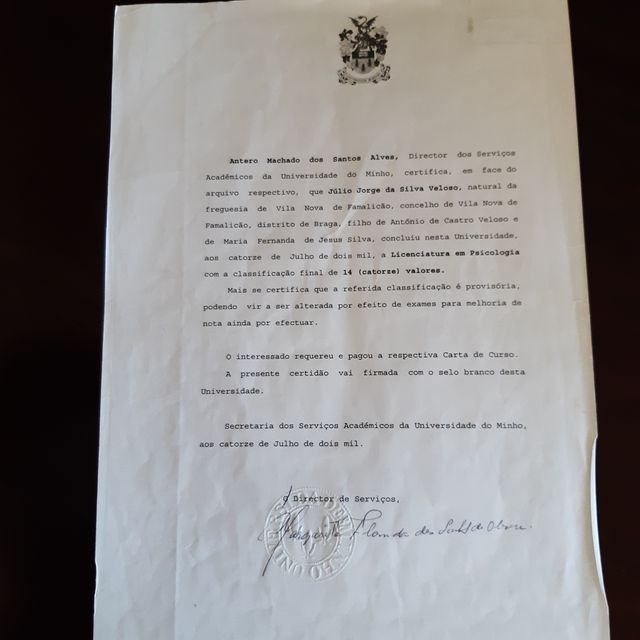 Antero Machado dos Santos Alves, Director dos Serviços
Académicos da Universidade do Minho, certifica, em face do
arquivo respectivo, que Júlio Jorge da Silva Veloso, natural da
freguesia de Vila Nova de Famalicão, concelho de Vila Nova de
Famalicão, distrito de Braga, filho de António de Castro Veloso e
de Maria Fernanda de Jesus Silva, concluiu nesta Universidade,
aos catorze de Julho de dois mil, a Licenciatura em Psicologia
com a classificação final de 14 (catorze) valores.
Mais se certifica que a referida classificação é provisória,
podendo vir a ser alterada por efeito de exames para melhoria de
nota ainda por efectuar.
O interessado requereu e pagou a respectiva Carta de Curso.
A presente certidão vai firmada com o selo branco desta
Universidade.
Secretaria dos Serviços Académicos da Universidade do Minho,
aos catorze de Julho de dois mil.
O Director de Serviços,